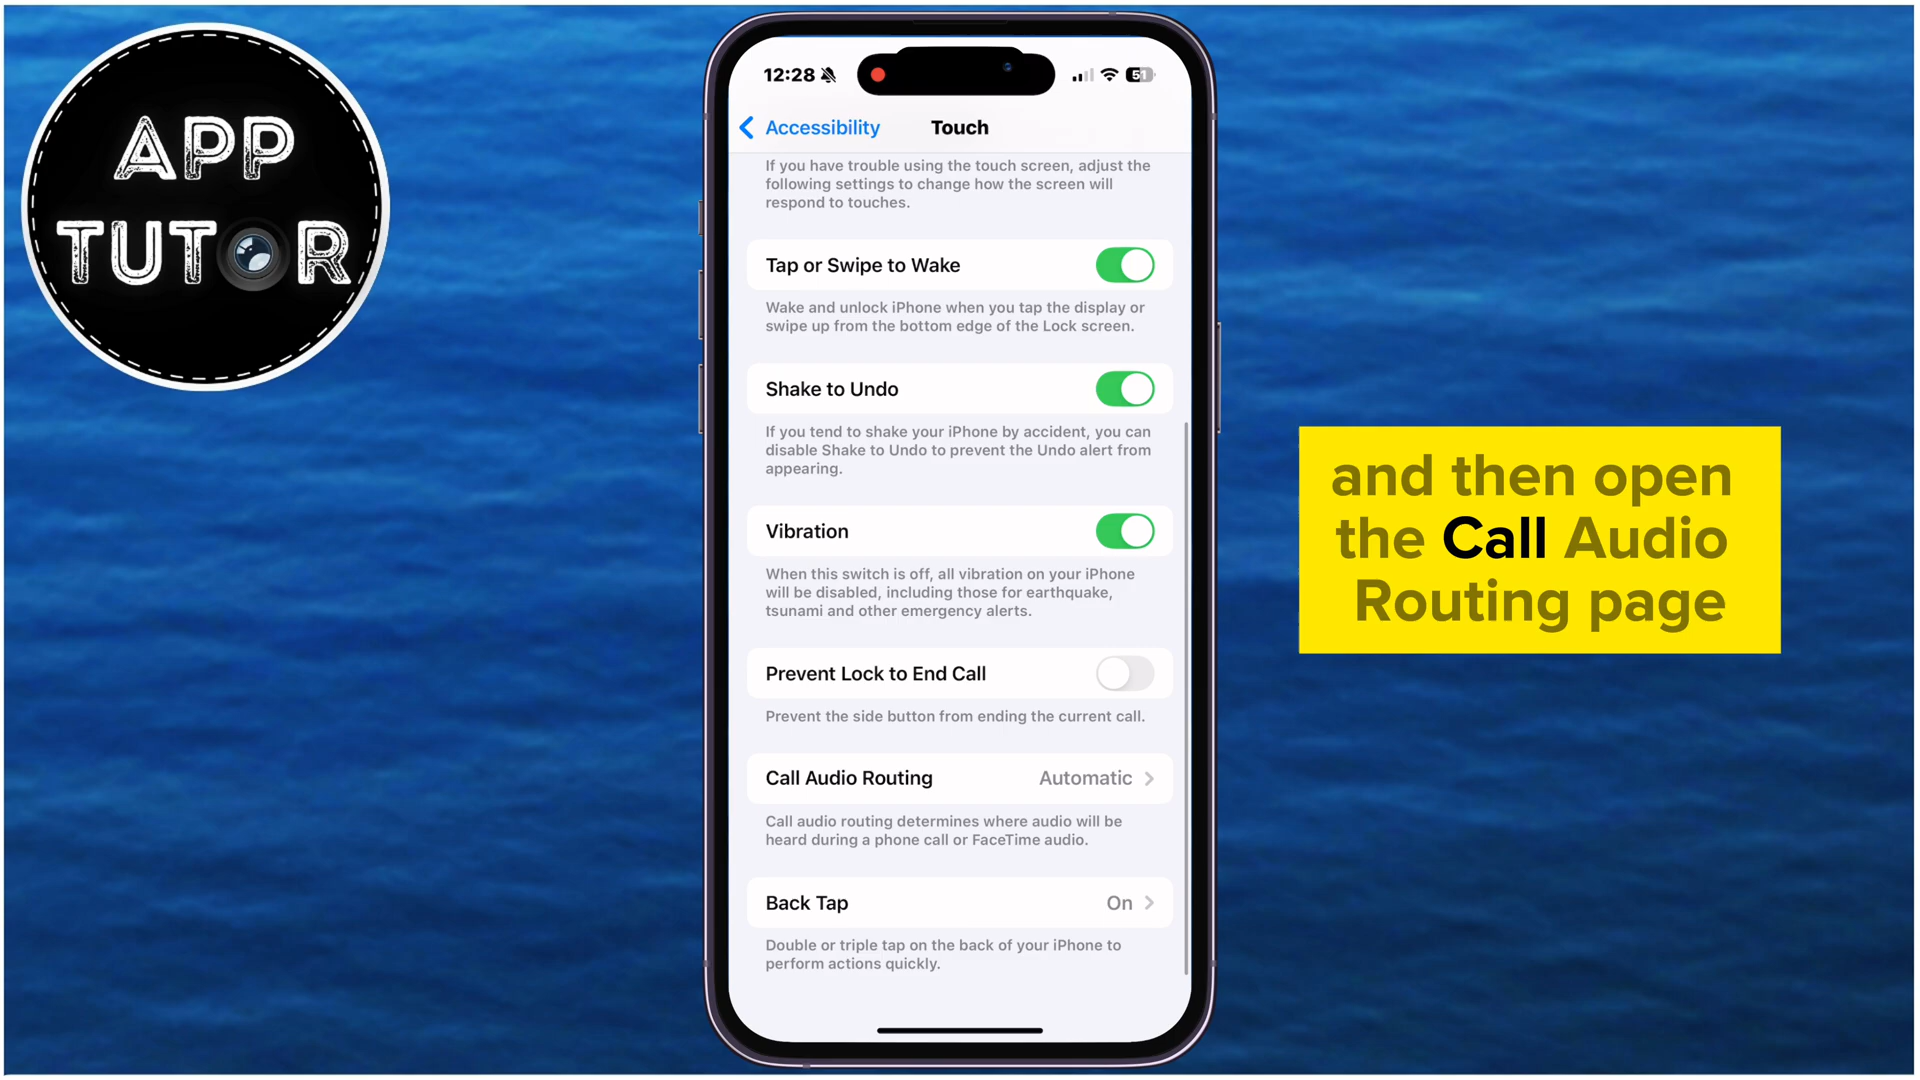 APP
TUTOR
12:28
51
Accessibility
Touch
If you have trouble using the touch screen, adjust the
following settings to change how the screen will
respond to touches.
Tap or Swipe to Wake
Wake and unlock iPhone when you tap the display or
swipe up from the bottom edge of the Lock screen.
Shake to Undo
If you tend to shake your iPhone by accident, you can
disable Shake to Undo to prevent the Undo alert from
appearing.
Vibration
When this switch is off, all vibration on your iPhone
will be disabled, including those for earthquake,
tsunami and other emergency alerts.
Prevent Lock to End Call
Prevent the side button from ending the current call.
Call Audio Routing Automatic
Call audio routing determines where audio will be
heard during a phone call or FaceTime audio.
Back Tap On
Double or triple tap on the back of your iPhone to
perform actions quickly.
and then open
the Call Audio
Routing page